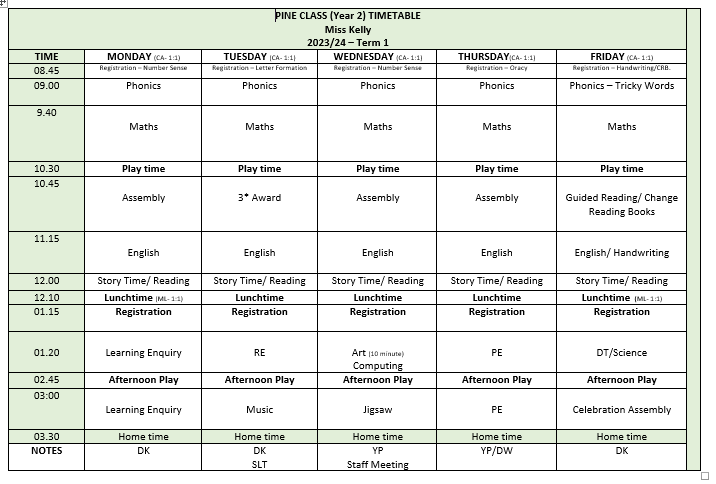 PINE CLASS (Year 2) TIMETABLE
Miss Kelly
2023/24 – Term 1
TIME MONDAY (CA- 1:1) TUESDAY (CA- 1:1) WEDNESDAY (CA- 1:1) THURSDAY(CA- 1:1) FRIDAY (CA- 1:1)
08.45 Registration – Number Sense Registration – Letter Formation Registration – Number Sense Registration – Oracy Registration – Handwriting/CRB.
09.00 Phonics Phonics Phonics Phonics Phonics – Tricky Words
9.40
Maths Maths Maths Maths Maths
10.30 Play time Play time Play time Play time Play time
10.45
Assembly 3* Award Assembly Assembly Guided Reading/ Change
Reading Books
11.15
English English English English English/ Handwriting
12.00 Story Time/ Reading Story Time/ Reading Story Time/ Reading Story Time/ Reading Story Time/ Reading
12.10 Lunchtime (ML- 1:1) Lunchtime Lunchtime Lunchtime Lunchtime (ML- 1:1)
01.15 Registration Registration Registration Registration Registration
01.20 Learning Enquiry RE Art (10 minute) PE DT/Science
Computing
02.45 Afternoon Play Afternoon Play Afternoon Play Afternoon Play Afternoon Play
03:00
Learning Enquiry Music Jigsaw PE Celebration Assembly
03.30 Home time Home time Home time Home time Home time
NOTES DK DK YP YP/DW DK
SLT Staff Meeting